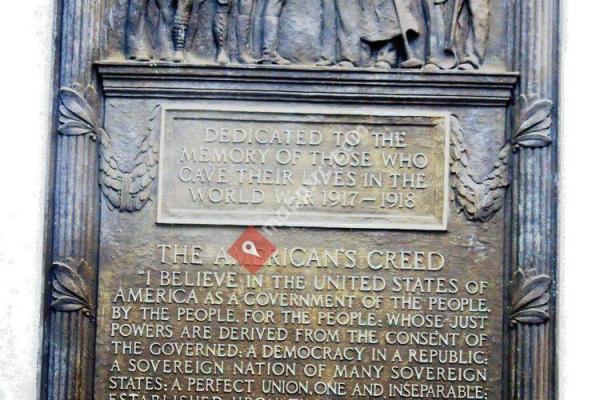 DEDICATED TO THE
MEMORY OF THOSE WHO
GAVE THEIR LIVES IN THE
WORLD WAR 1917–1918
THE AMERICAN'S CREED
"I BELIEVE IN THE UNITED STATES OF
AMERICA AS A GOVERNMENT OF THE PEOPLE,
BY THE PEOPLE, FOR THE PEOPLE; WHOSE JUST
POWERS ARE DERIVED FROM THE CONSENT OF
THE GOVERNED; A DEMOCRACY IN A REPUBLIC;
A SOVEREIGN NATION OF MANY SOVEREIGN
STATES; A PERFECT UNION, ONE AND INSEPARABLE;
ESTABLISHED UPON